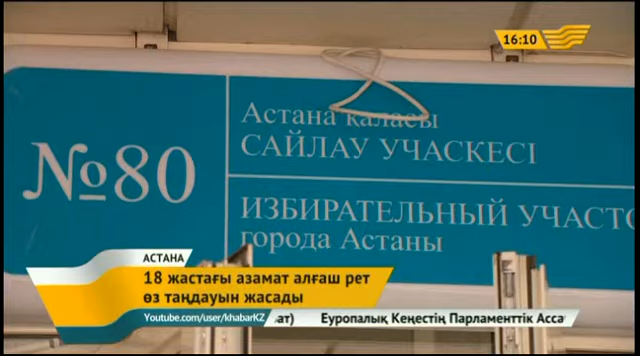 16:10
№80
Астана қаласы
САЙЛАУ УЧАСКЕСІ
ИЗБИРАТЕЛЬНЫЙ УЧАСТО
города Астаны
АСТАНА
18 жастағы азамат алғаш рет
өз таңдауын жасады
Youtube.com/user/khabarKZ
ат) Еуропалық Кеңестің Парламенттік Асса